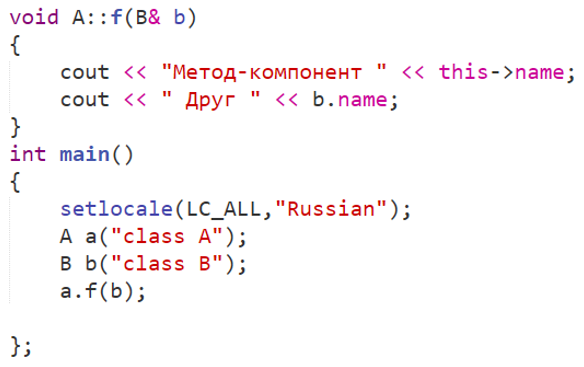 void A::f(B& b)
{
    cout << "Метод-компонент " << this->name;
    cout << " Друг " << b.name;
}
int main()
{
    setlocale(LC_ALL,"Russian");
    A a("class A");
    B b("class B");
    a.f(b);

};